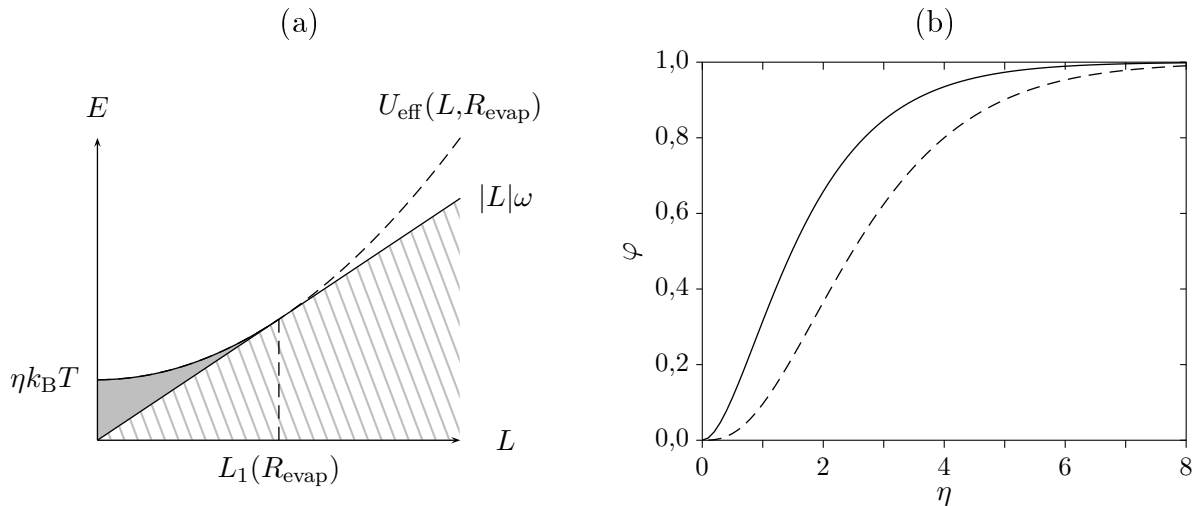 (a)
E
U_eff(L,R_evap)
|L|ω
ηk_BT
L
L_1(R_evap)
(b)
1,0
0,8
0,6
φ
0,4
0,2
0,0
0 2 4 6 8
η